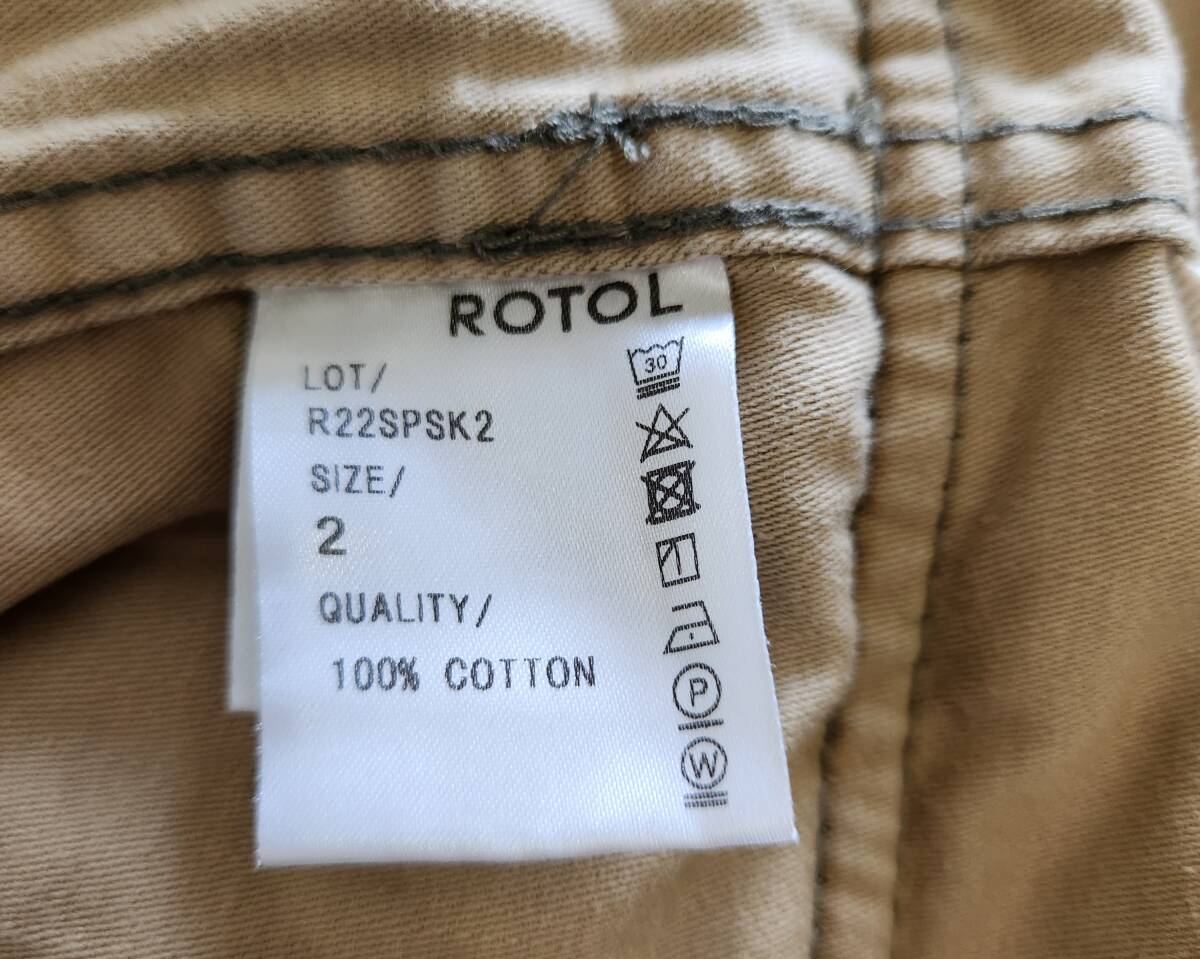 ROTOL
LOT/
R22SPSK2
SIZE/
2
QUALITY/
100% COTTON
30
P
W